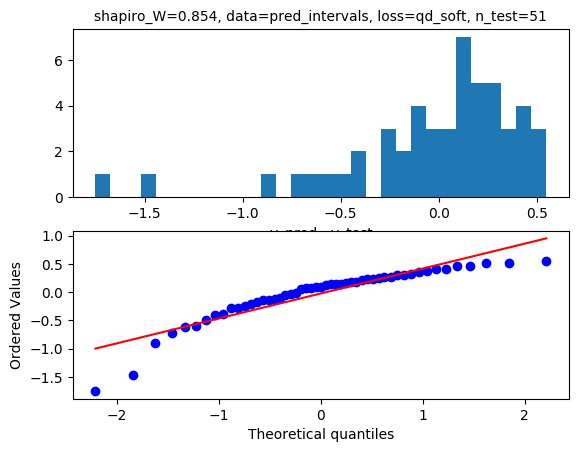 shapiro_W=0.854, data=pred_intervals, loss=qd_soft, n_test=51
6
4
2
0
−1.5 −1.0 −0.5 0.0 0.5
1.0
0.5
0.0
−0.5
−1.0
−1.5
Ordered Values
−2 −1 0 1 2
Theoretical quantiles